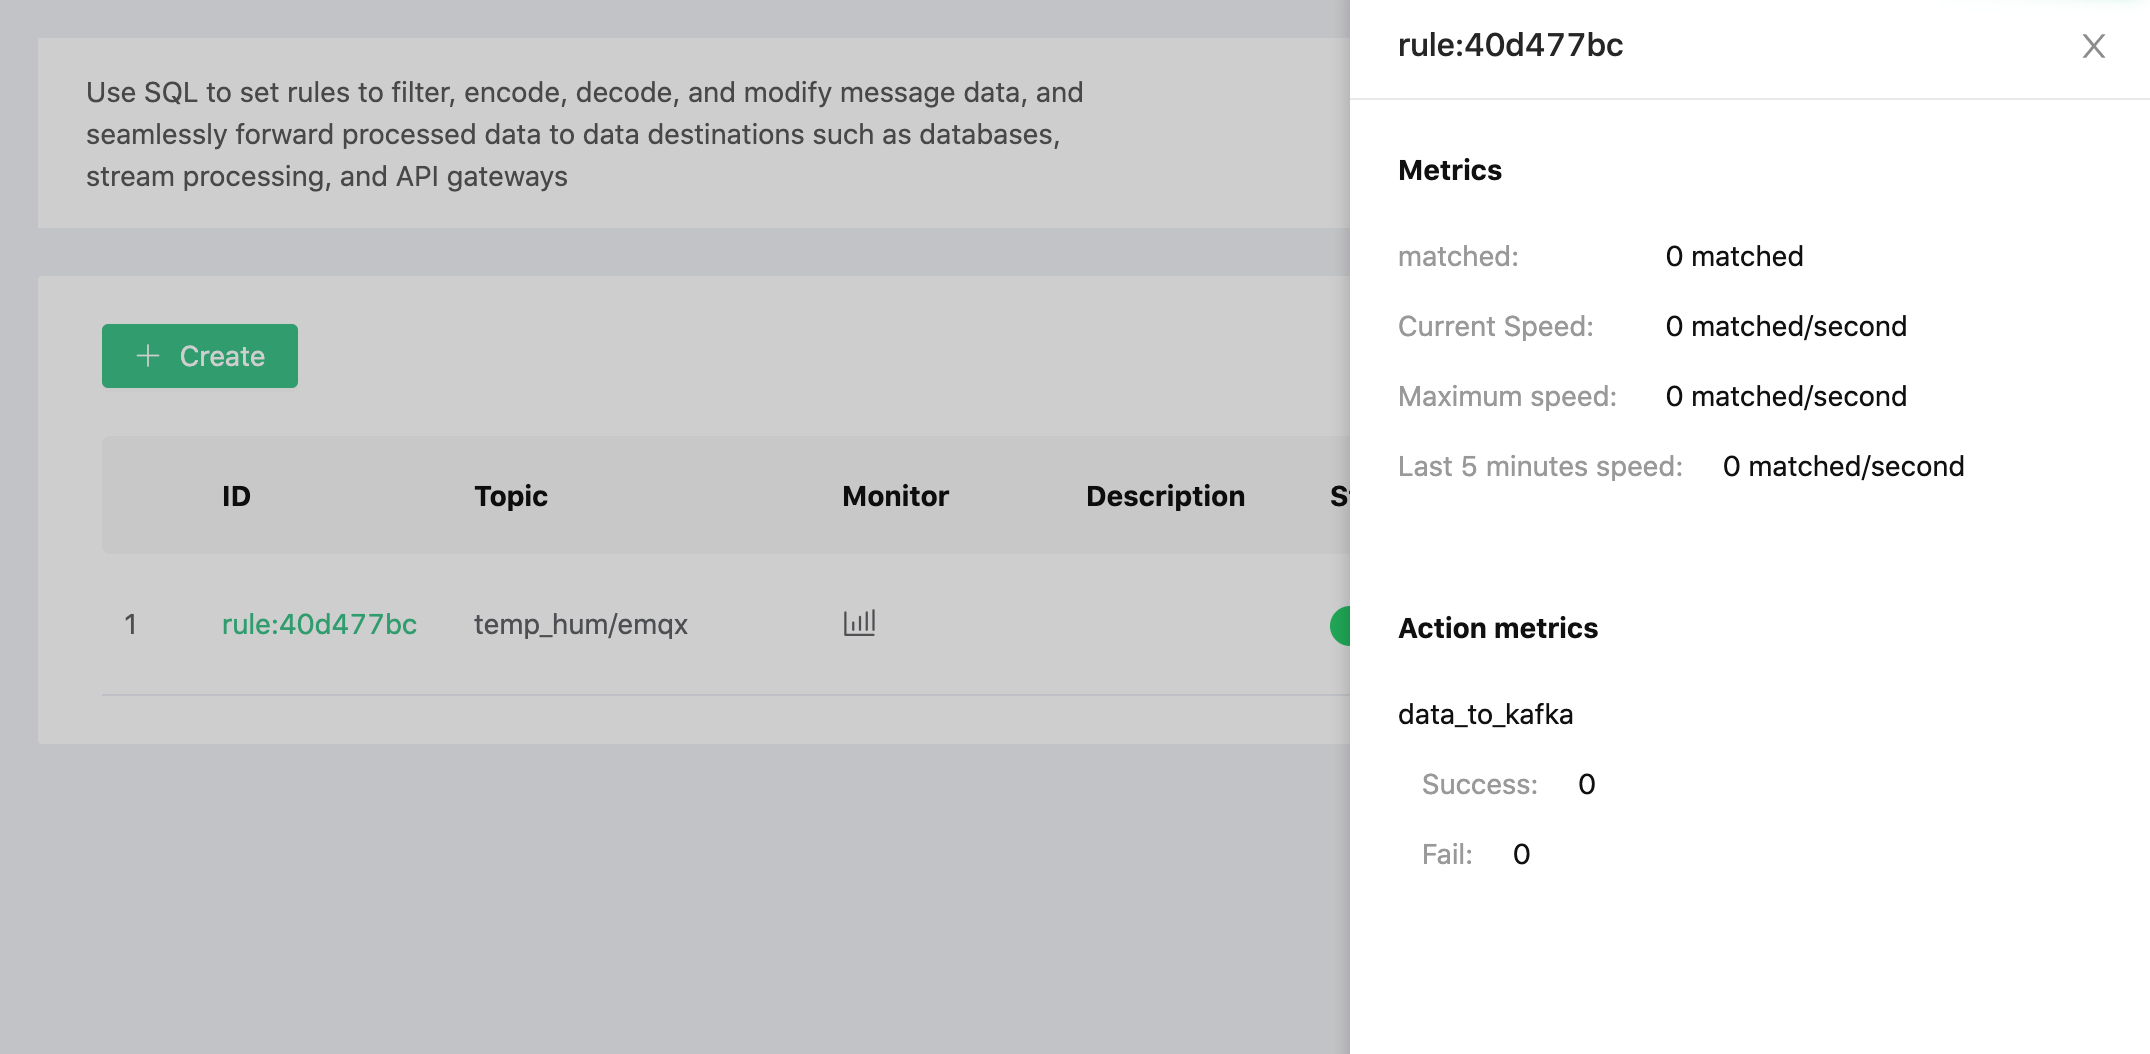 Use SQL to set rules to filter, encode, decode, and modify message data, and
seamlessly forward processed data to data destinations such as databases,
stream processing, and API gateways
Create
ID Topic Monitor Description
1 rule:40d477bc temp_hum/emqx
rule:40d477bc
Metrics
matched: 0 matched
Current Speed: 0 matched/second
Maximum speed: 0 matched/second
Last 5 minutes speed: 0 matched/second
Action metrics
data_to_kafka
Success: 0
Fail: 0